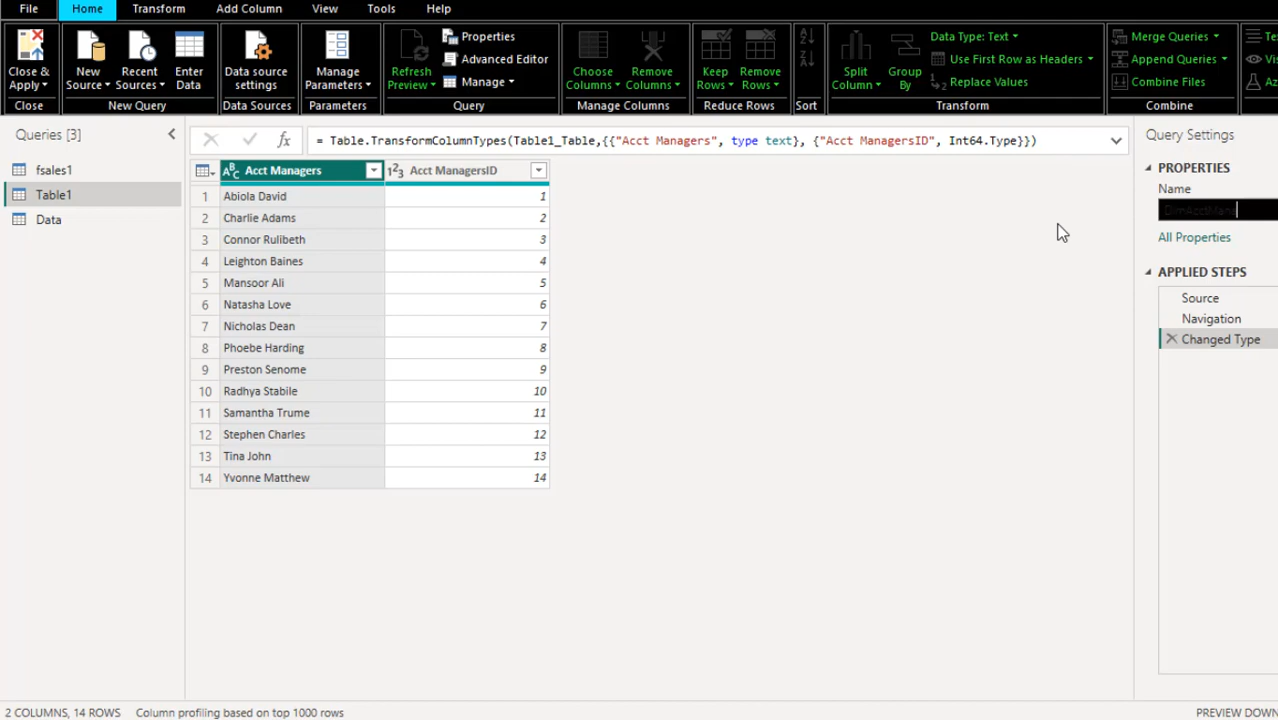 File Home Transform Add Column View Tools Help
Close & Apply
New Source
Recent Sources
Enter Data
Data source settings
Manage Parameters
Refresh Preview
Properties
Advanced Editor
Manage
Choose Columns
Remove Columns
Keep Rows
Remove Rows
Split Column
Group By
Data Type: Text
Use First Row as Headers
Replace Values
Merge Queries
Append Queries
Combine Files
Close New Query Data Sources Parameters Query Manage Columns Reduce Rows Sort Transform Combine
Queries [3]
fsales1
Table1
Data
= Table.TransformColumnTypes(Table1_Table,{{"Acct Managers", type text}, {"Acct ManagersID", Int64.Type}})
Acct Managers Acct ManagersID
1 Abiola David 1
2 Charlie Adams 2
3 Connor Rulibeth 3
4 Leighton Baines 4
5 Mansoor Ali 5
6 Natasha Love 6
7 Nicholas Dean 7
8 Phoebe Harding 8
9 Preston Senome 9
10 Radhya Stabile 10
11 Samantha Trume 11
12 Stephen Charles 12
13 Tina John 13
14 Yvonne Matthew 14
Query Settings
PROPERTIES
Name
All Properties
APPLIED STEPS
Source
Navigation
Changed Type
2 COLUMNS, 14 ROWS Column profiling based on top 1000 rows
PREVIEW DOWN